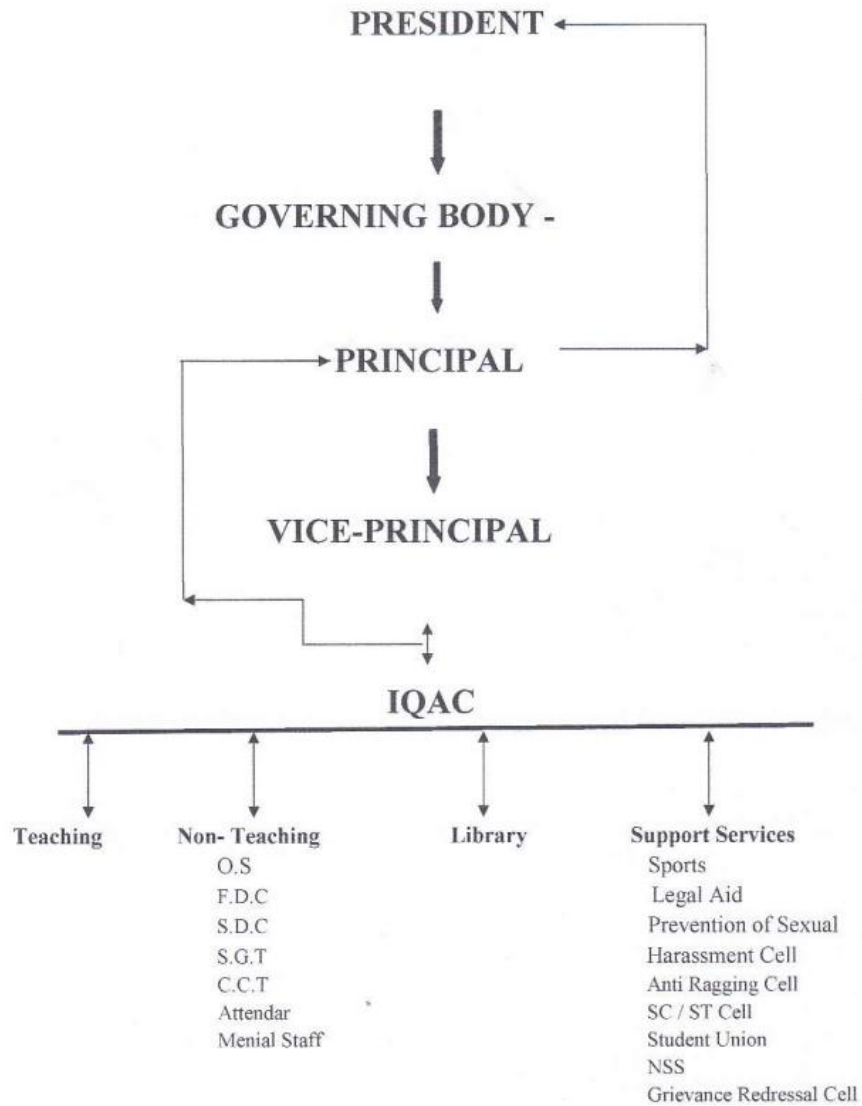 PRESIDENT
GOVERNING BODY -
PRINCIPAL
VICE-PRINCIPAL
IQAC
Teaching
Non- Teaching
O.S
F.D.C
S.D.C
S.G.T
C.C.T
Attendar
Menial Staff
Library
Support Services
Sports
Legal Aid
Prevention of Sexual
Harassment Cell
Anti Ragging Cell
SC / ST Cell
Student Union
NSS
Grievance Redressal Cell